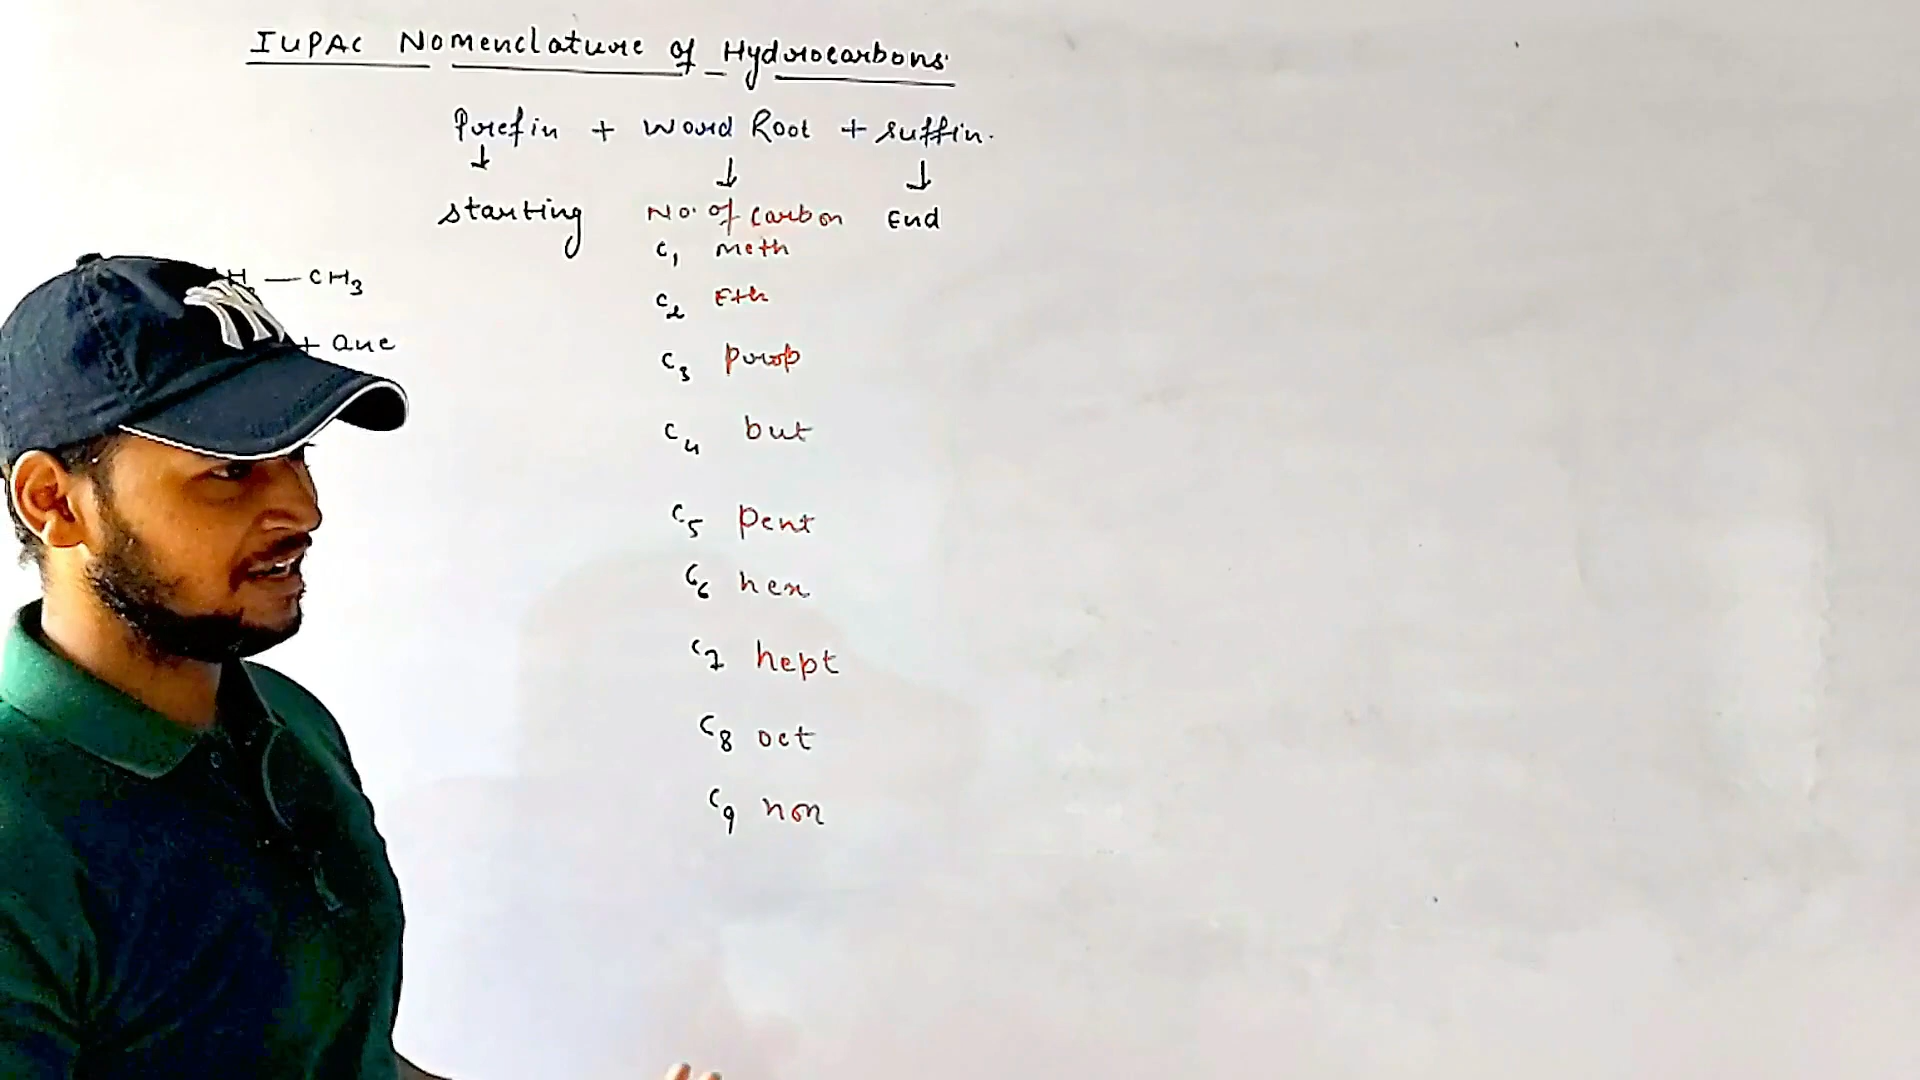 IUPAC Nomenclature of Hydrocarbons.
Prefix + Word Root + suffix.
↓ ↓ ↓
starting No. of carbon End
C1 Meth
— CH3
C2 Eth
+ ane
C3 prop
C4 but
C5 pent
C6 hex
C7 hept
C8 oct
C9 non
NY